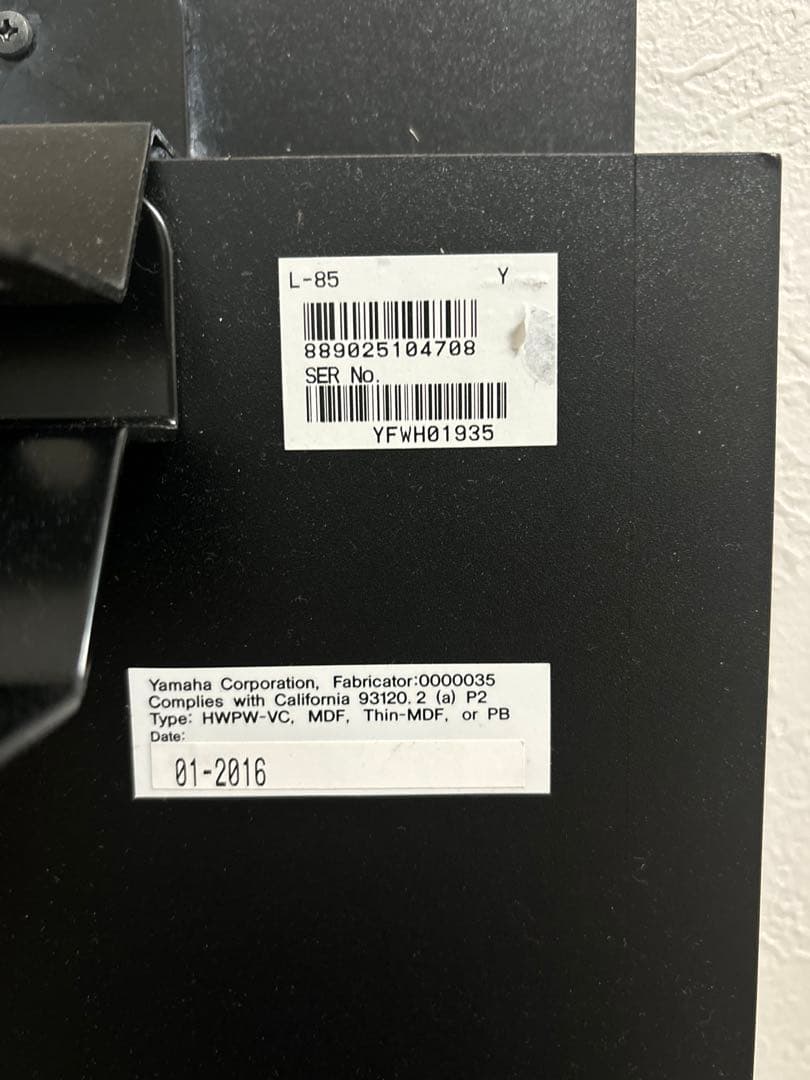 L-85 Y
889025104708
SER No.
YFWH01935
Yamaha Corporation, Fabricator:0000035
Complies with California 93120.2 (a) P2
Type: HWPW-VC, MDF, Thin-MDF, or PB
Date:
01-2016